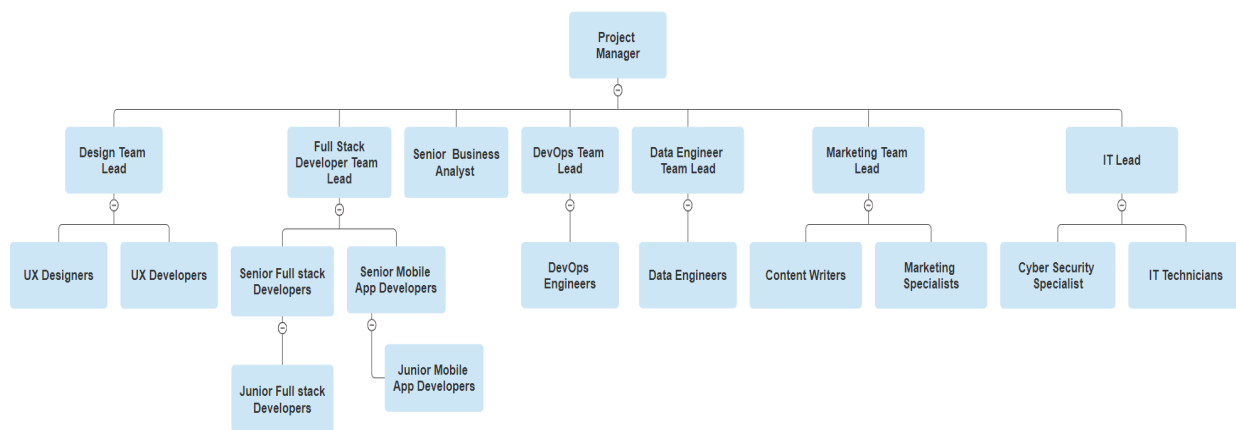 Project
Manager
Design Team
Lead
Full Stack
Developer Team
Lead
Senior Business
Analyst
DevOps Team
Lead
Data Engineer
Team Lead
Marketing Team
Lead
IT Lead
UX Designers
UX Developers
Senior Full stack
Developers
Senior Mobile
App Developers
DevOps
Engineers
Data Engineers
Content Writers
Marketing
Specialists
Cyber Security
Specialist
IT Technicians
Junior Full stack
Developers
Junior Mobile
App Developers